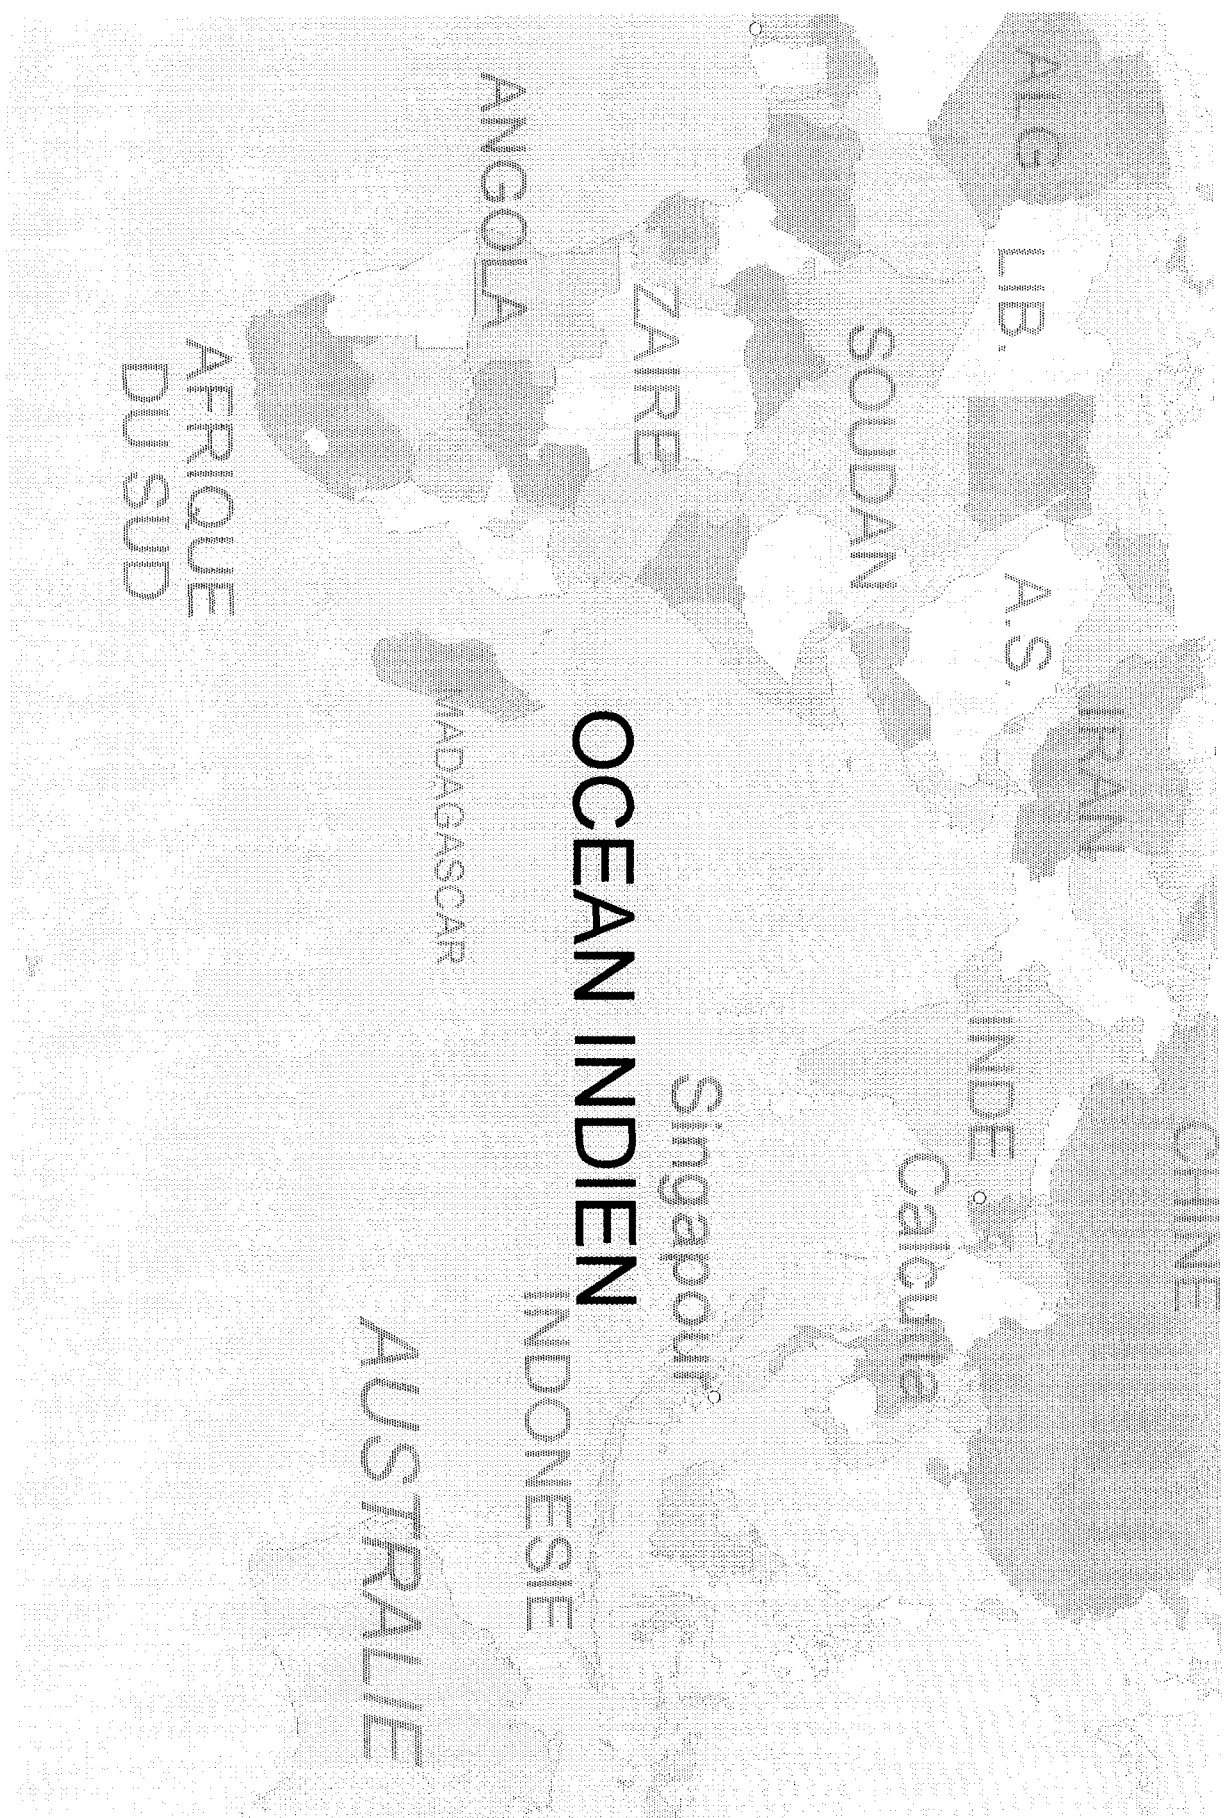 ALG
LIB.
A.S.
IRAN
CHINE
INDE
Calcutta
SOUDAN
ZAIRE
ANGOLA
Singapour
OCEAN INDIEN
INDONESIE
MADAGASCAR
AUSTRALIE
AFRIQUE
DU SUD